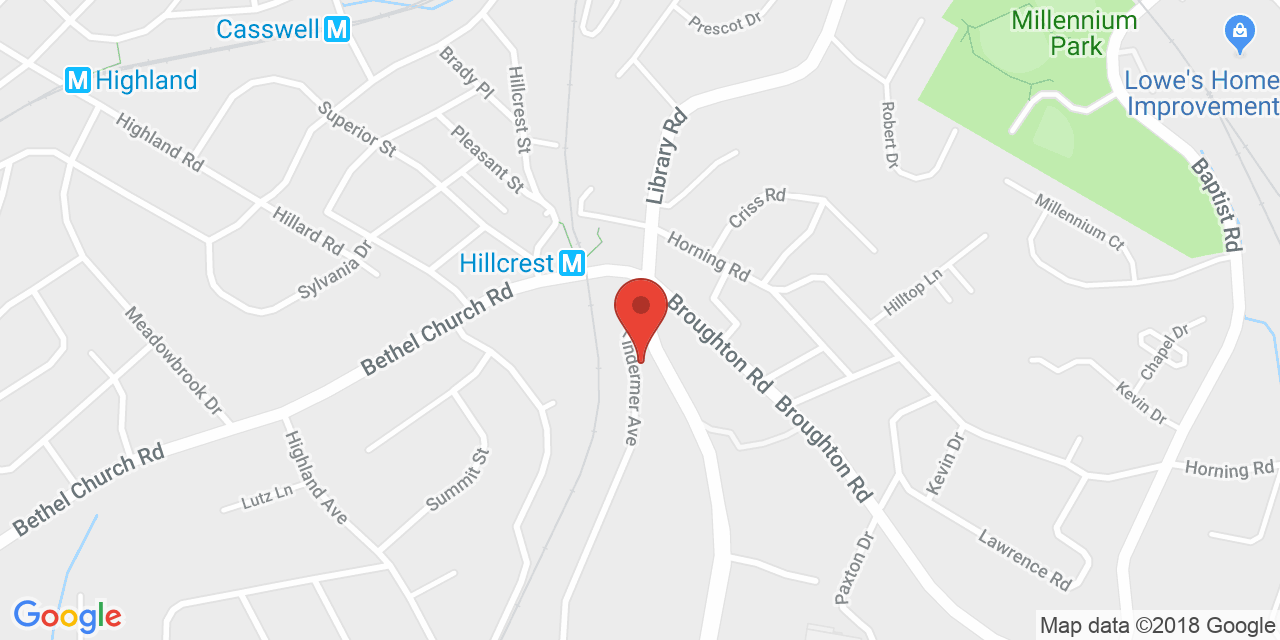 Casswell M
M Highland
Prescot Dr
Millennium
Park
Lowe's Home
Improvement
Brady Pl
Hillcrest St
Superior St
Pleasant St
Highland Rd
Library Rd
Robert Dr
Baptist Rd
Criss Rd
Millennium Ct
Hillard Rd
Sylvania Dr
Hillcrest M
Horning Rd
Hilltop Ln
Bethel Church Rd
Broughton Rd
Meadowbrook Dr
Chapel Dr
Kevin Dr
indermer Ave
Broughton Rd
Bethel Church Rd
Highland Ave
Summit St
Lutz Ln
Kevin Dr
Horning Rd
Paxton Dr
Lawrence Rd
Google
Map data ©2018 Google